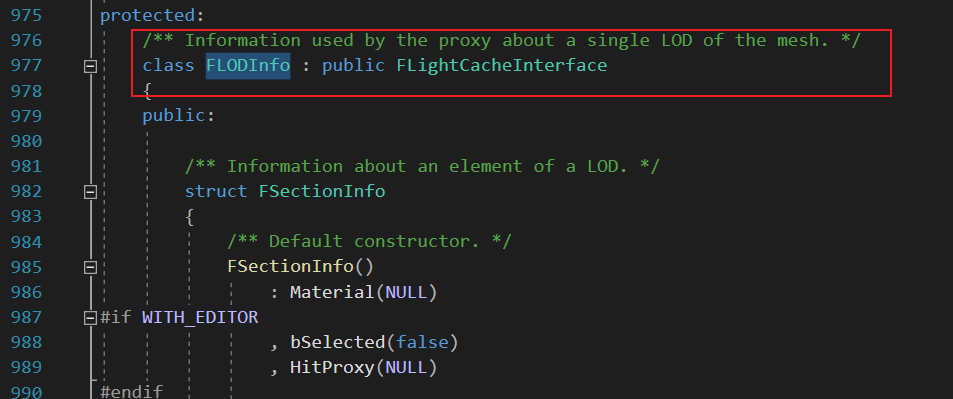 975 protected:
976 /** Information used by the proxy about a single LOD of the mesh. */
977 class FLODInfo : public FLightCacheInterface
978 {
979 public:
980
981 /** Information about an element of a LOD. */
982 struct FSectionInfo
983 {
984 /** Default constructor. */
985 FSectionInfo()
986 : Material(NULL)
987 #if WITH_EDITOR
988 , bSelected(false)
989 , HitProxy(NULL)
990 #endif